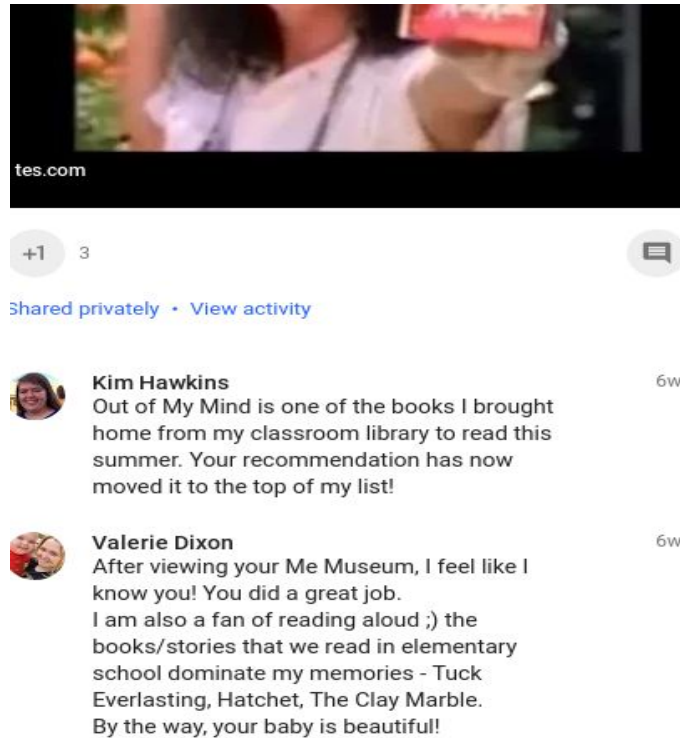 tes.com
+1 3
Shared privately • View activity
Kim Hawkins 6w
Out of My Mind is one of the books I brought
home from my classroom library to read this
summer. Your recommendation has now
moved it to the top of my list!
Valerie Dixon 6w
After viewing your Me Museum, I feel like I
know you! You did a great job.
I am also a fan of reading aloud ;) the
books/stories that we read in elementary
school dominate my memories - Tuck
Everlasting, Hatchet, The Clay Marble.
By the way, your baby is beautiful!